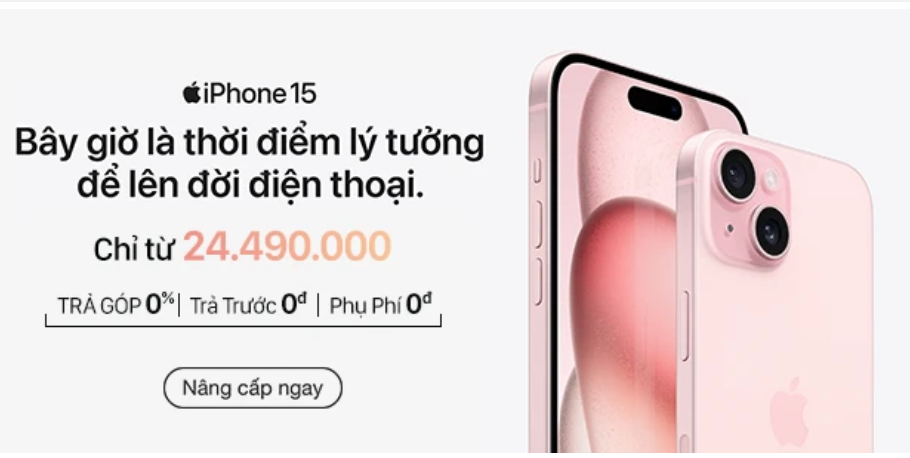 iPhone 15
Bây giờ là thời điểm lý tưởng
để lên đời điện thoại.
Chỉ từ 24.490.000
TRẢ GÓP 0% | Trả Trước 0đ | Phụ Phí 0đ
Nâng cấp ngay